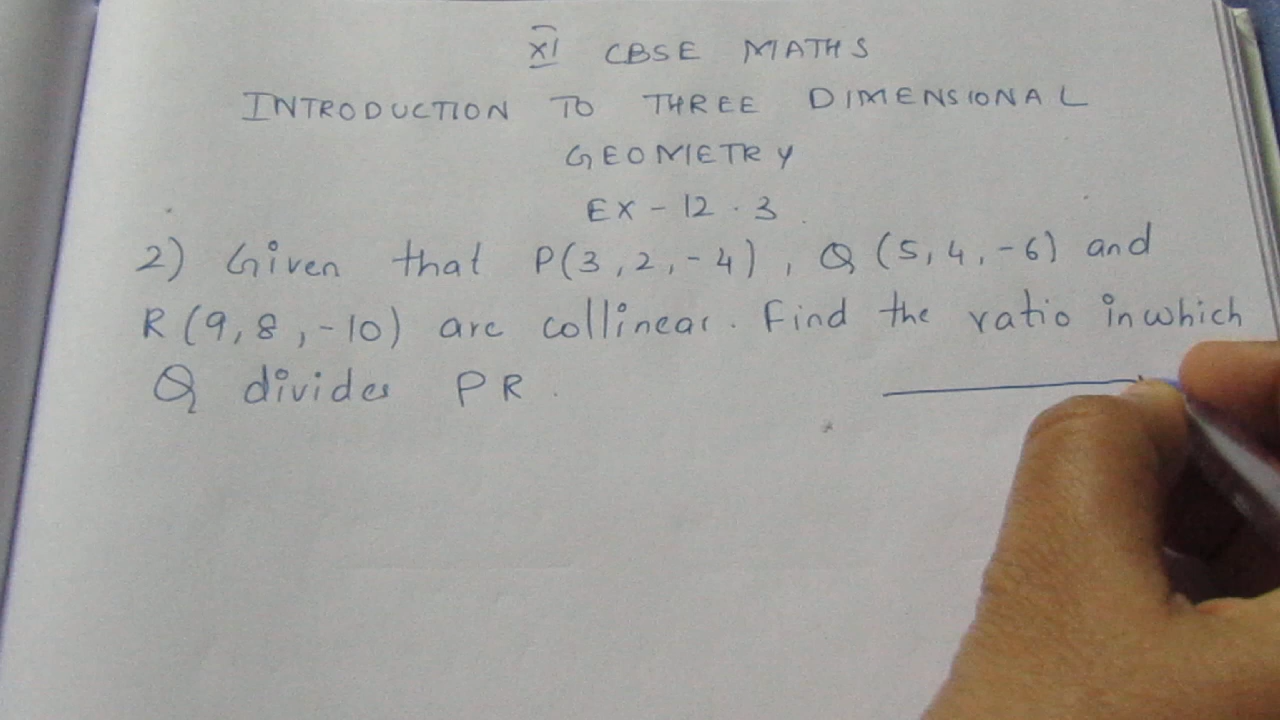 XI CBSE MATHS
INTRODUCTION TO THREE DIMENSIONAL
GEOMETRY
EX - 12.3
2) Given that P(3,2,-4), Q (5,4,-6) and
R(9,8,-10) are collinear. Find the ratio in which
Q divides PR.